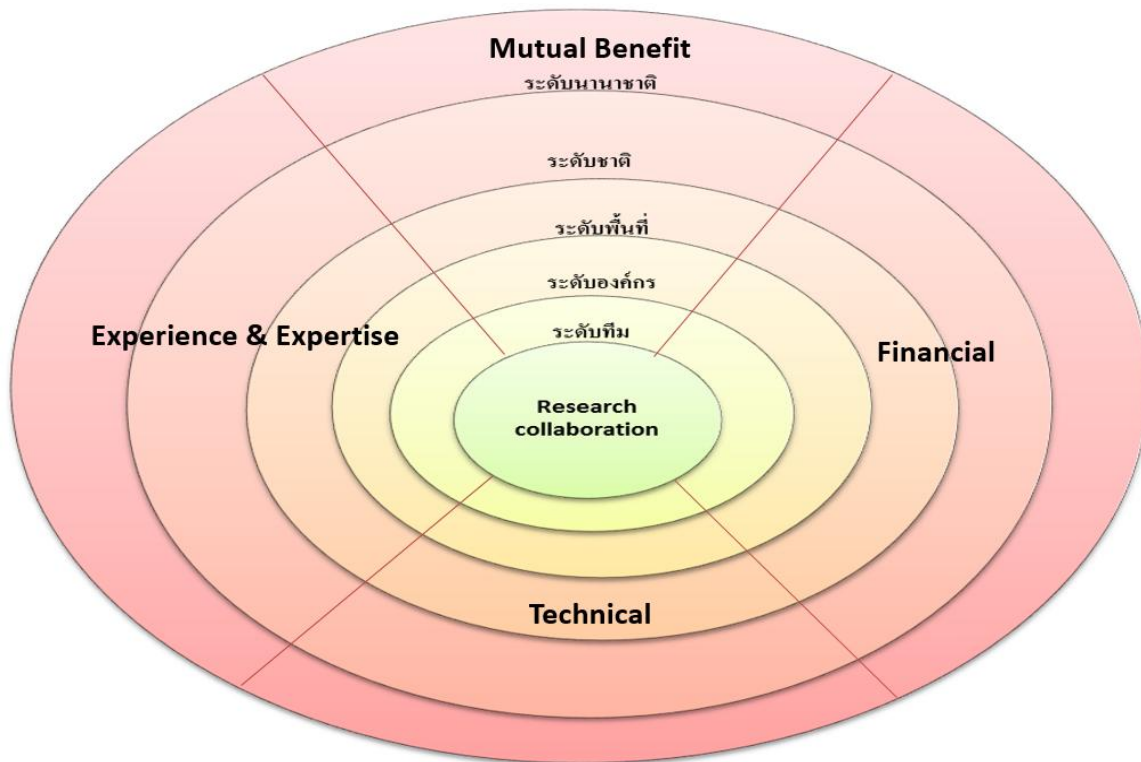 Mutual Benefit
ระดับนานาชาติ
ระดับชาติ
ระดับพื้นที่
ระดับองค์กร
ระดับทีม
Experience & Expertise
Financial
Research
collaboration
Technical